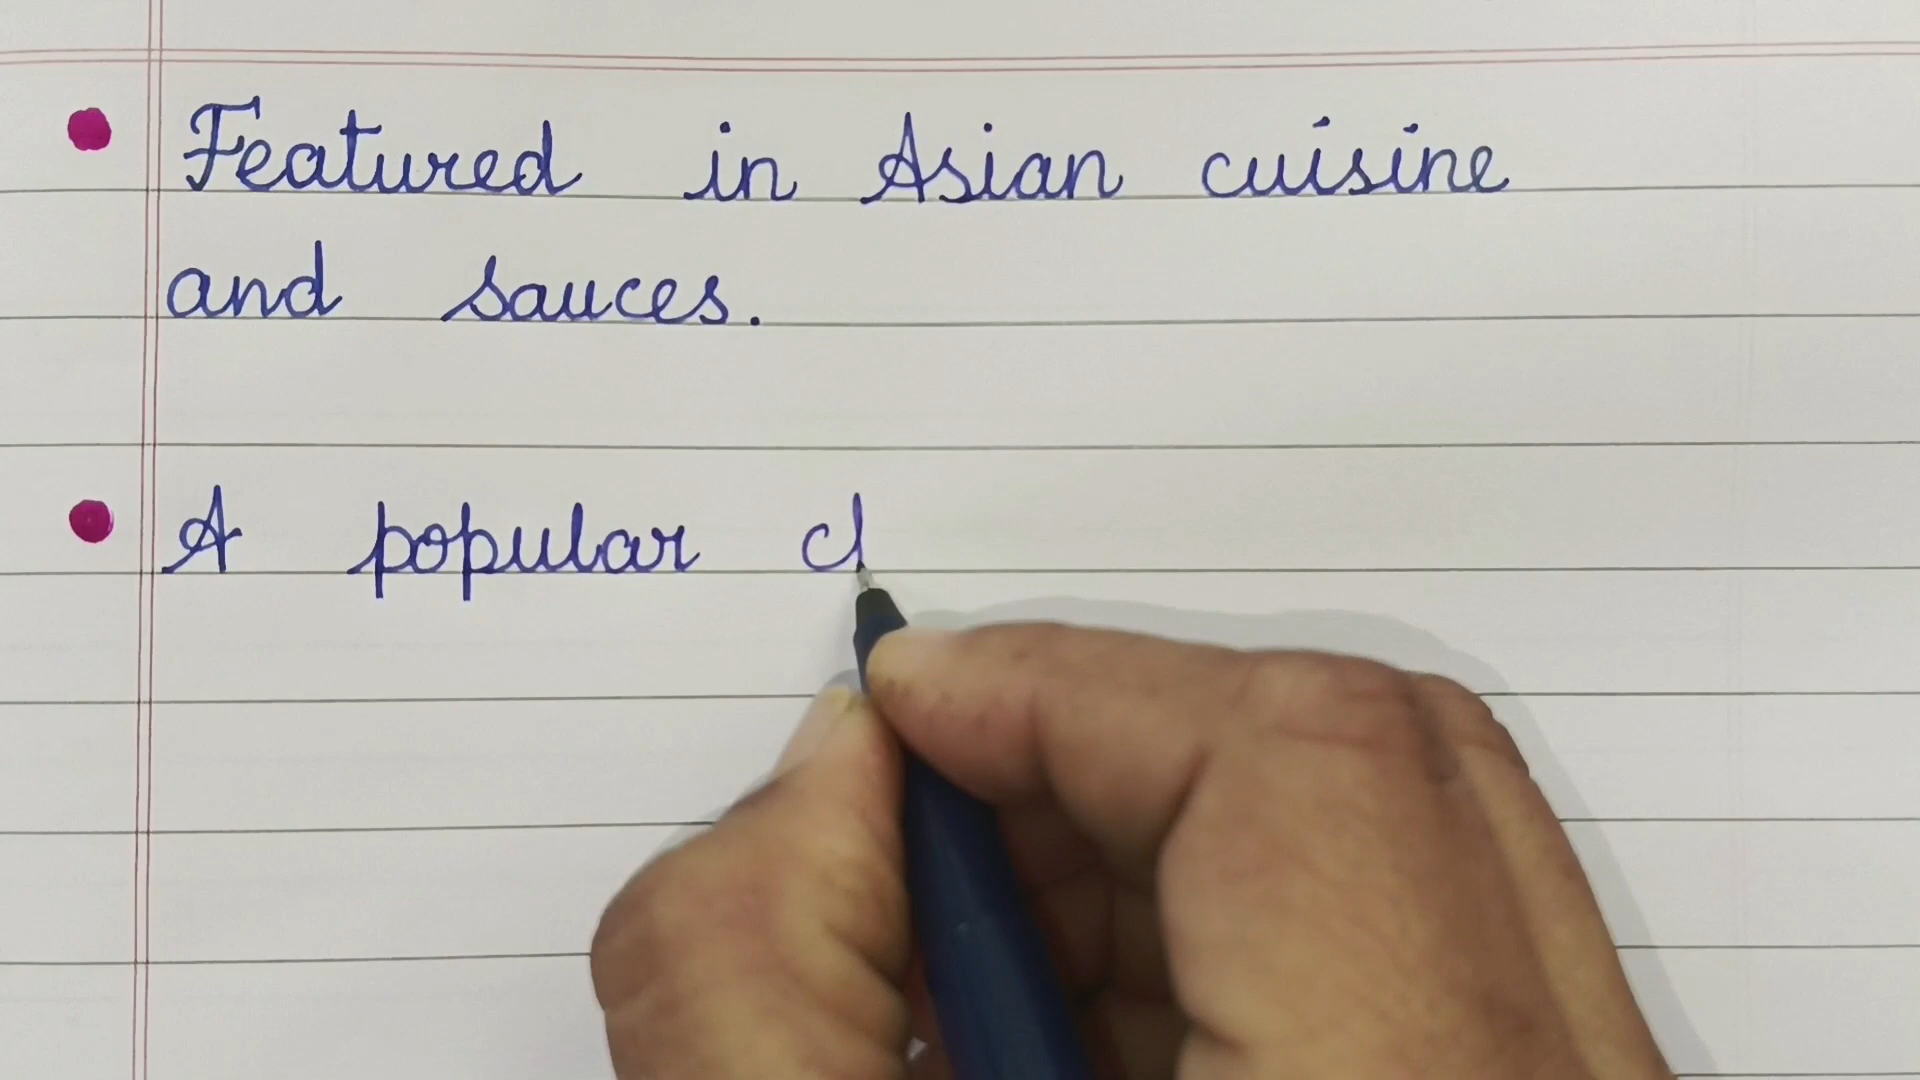 Featured in Asian cuisine
and sauces.
A popular